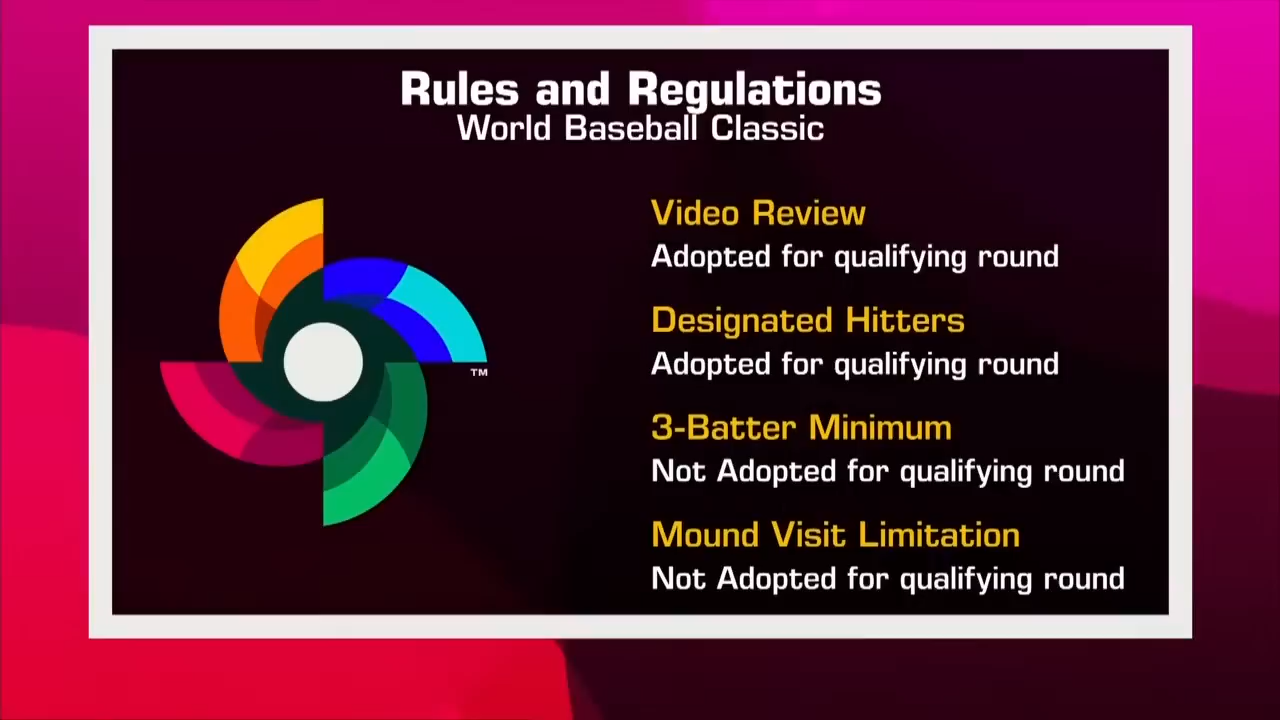 Rules and Regulations
World Baseball Classic
Video Review
Adopted for qualifying round
Designated Hitters
Adopted for qualifying round
3-Batter Minimum
Not Adopted for qualifying round
Mound Visit Limitation
Not Adopted for qualifying round
TM